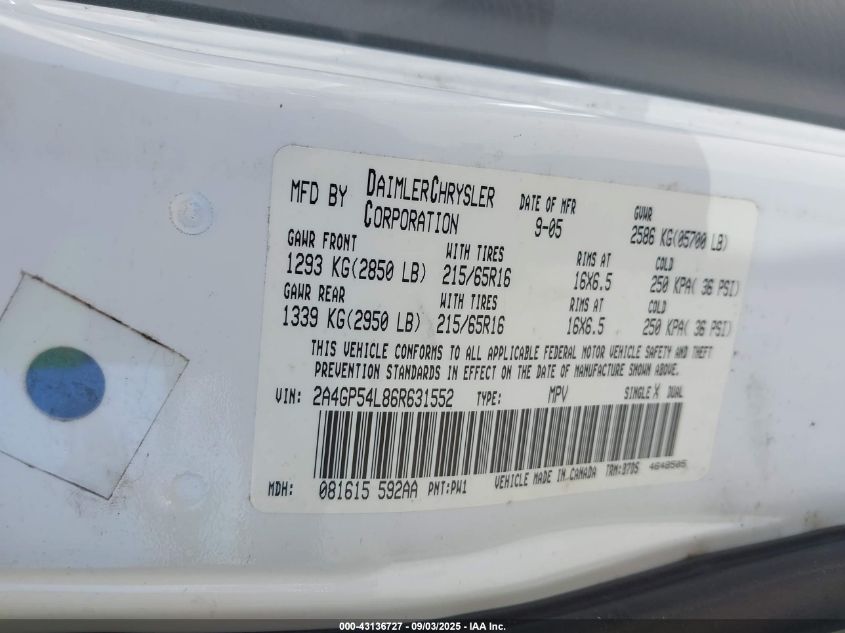 MFD BY DAIMLERCHRYSLER CORPORATION DATE OF MFR 9-05 GVWR 2586 KG(05700 LB)
GAWR FRONT WITH TIRES RIMS AT COLD
1293 KG(2850 LB) 215/65R16 16X6.5 250 KPA( 36 PSI)
GAWR REAR WITH TIRES RIMS AT COLD
1339 KG(2950 LB) 215/65R16 16X6.5 250 KPA( 36 PSI)
THIS VEHICLE CONFORMS TO ALL APPLICABLE FEDERAL MOTOR VEHICLE SAFETY AND THEFT
PREVENTION STANDARDS IN EFFECT ON THE DATE OF MANUFACTURE SHOWN ABOVE.
VIN: 2A4GP54L86R631552 TYPE: MPV SINGLE X DUAL
MDH: 081615 592AA PNT:PW1 VEHICLE MADE IN CANADA TRM:37D5 4648505
000-43136727 - 09/03/2025 - IAA Inc.